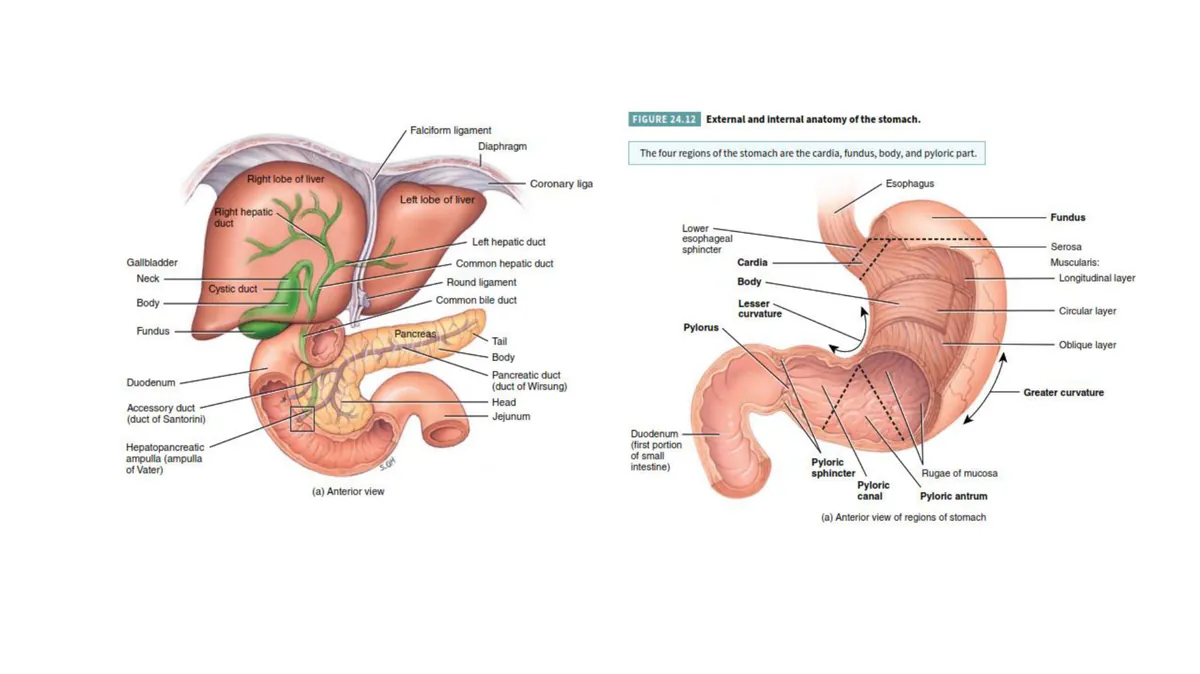 Falciform ligament
Diaphragm
Coronary liga
Right lobe of liver
Left lobe of liver
Right hepatic
duct
Left hepatic duct
Gallbladder
Common hepatic duct
Neck
Cystic duct
Round ligament
Body
Common bile duct
Fundus
Pancreas
Tail
Body
Pancreatic duct
(duct of Wirsung)
Duodenum
Head
Accessory duct
(duct of Santorini)
Jejunum
Hepatopancreatic
ampulla (ampulla
of Vater)
S.GH
(a) Anterior view
FIGURE 24.12 External and internal anatomy of the stomach.
The four regions of the stomach are the cardia, fundus, body, and pyloric part.
Esophagus
Fundus
Lower
esophageal
sphincter
Serosa
Cardia
Muscularis:
Body
Longitudinal layer
Lesser
curvature
Circular layer
Pylorus
Oblique layer
Greater curvature
Duodenum
(first portion
of small
intestine)
Pyloric
sphincter
Rugae of mucosa
Pyloric
canal
Pyloric antrum
(a) Anterior view of regions of stomach